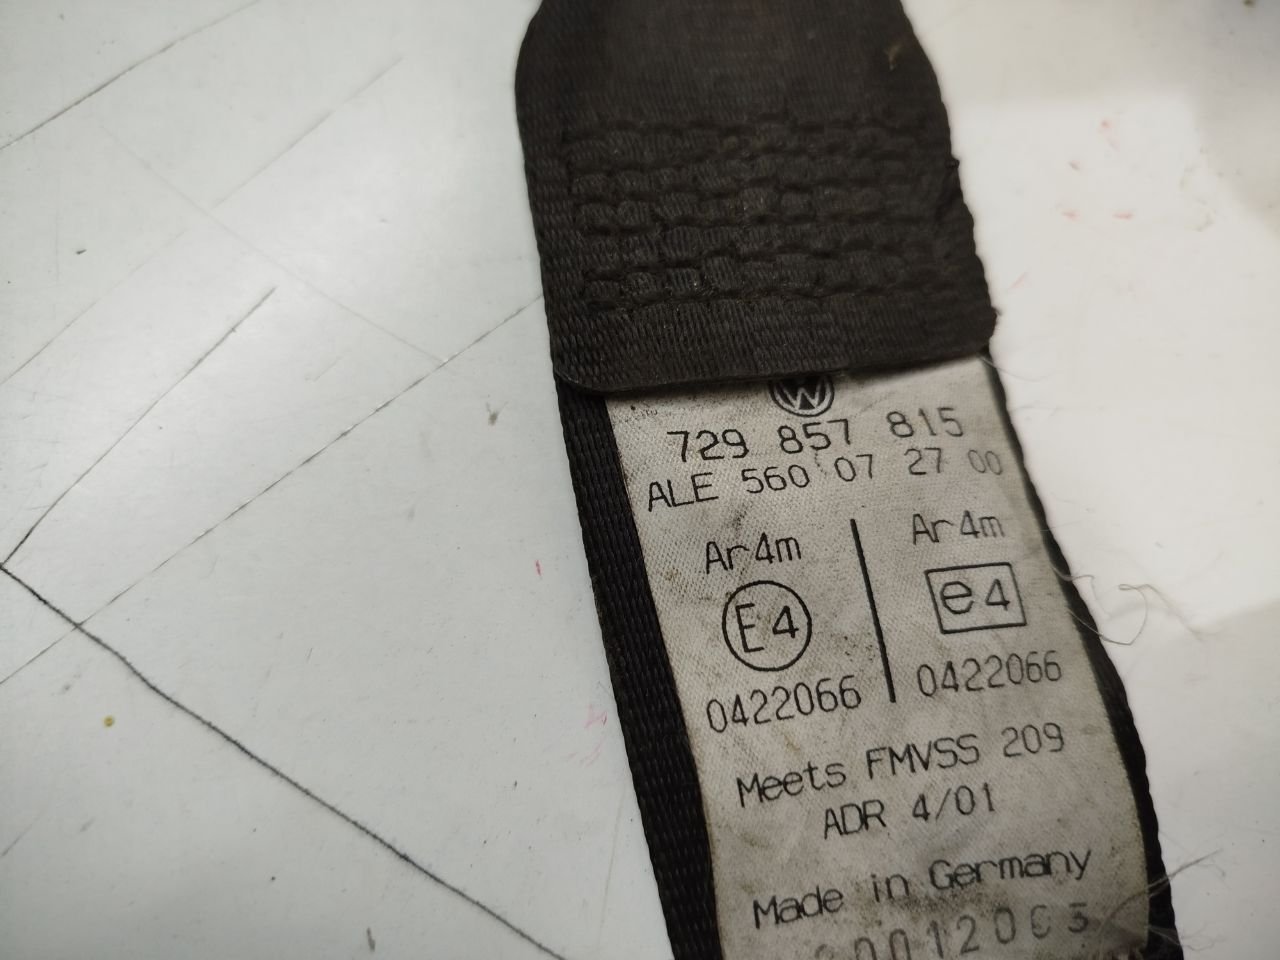 729 857 815
ALE 560 07 27 00
Ar4m
E4
0422066
Ar4m
e4
0422066
Meets FMVSS 209
ADR 4/01
Made in Germany